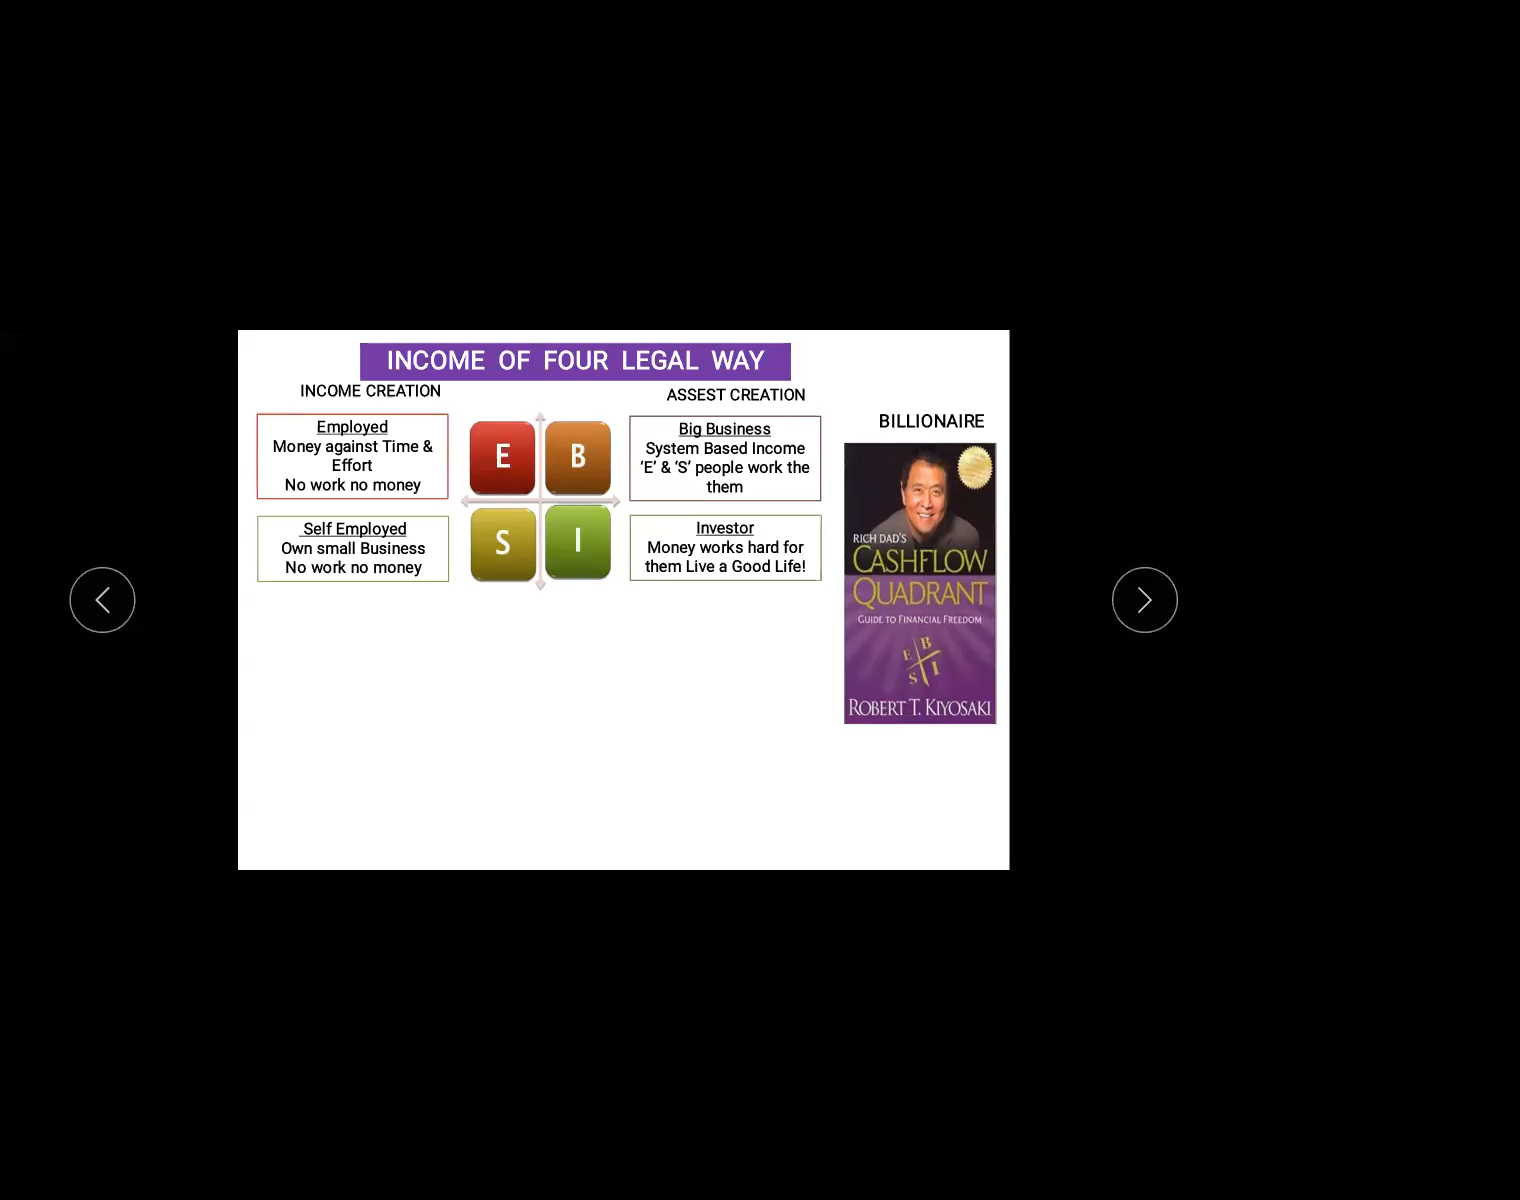 INCOME OF FOUR LEGAL WAY
INCOME CREATION
ASSEST CREATION
BILLIONAIRE
Employed
Money against Time &
Effort
No work no money
E
B
Big Business
System Based Income
‘E’ & ‘S’ people work the
them
Self Employed
Own small Business
No work no money
S
I
Investor
Money works hard for
them Live a Good Life!
RICH DAD'S
CASHFLOW
QUADRANT
GUIDE TO FINANCIAL FREEDOM
E B
S I
ROBERT T. KIYOSAKI